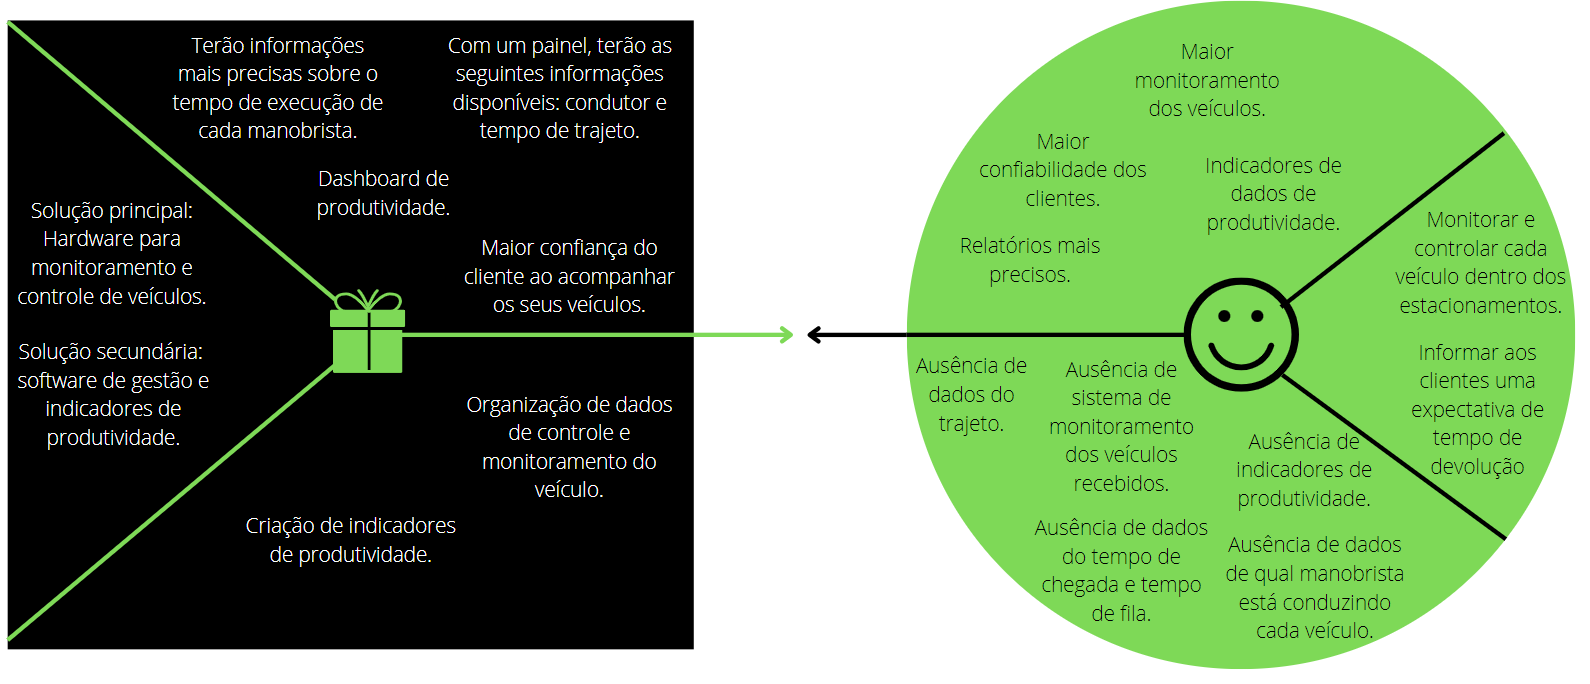 Terão informações
mais precisas sobre o
tempo de execução de
cada manobrista.
Com um painel, terão as
seguintes informações
disponíveis: condutor e
tempo de trajeto.
Dashboard de
produtividade.
Solução principal:
Hardware para
monitoramento e
controle de veículos.
Maior confiança do
cliente ao acompanhar
os seus veículos.
Solução secundária:
software de gestão e
indicadores de
produtividade.
Organização de dados
de controle e
monitoramento do
veículo.
Criação de indicadores
de produtividade.
Maior
monitoramento
dos veículos.
Maior
confiabilidade dos
clientes.
Indicadores de
dados de
produtividade.
Relatórios mais
precisos.
Monitorar e
controlar cada
veículo dentro dos
estacionamentos.
Informar aos
clientes uma
expectativa de
tempo de
devolução
Ausência de
dados do
trajeto.
Ausência de
sistema de
monitoramento
dos veículos
recebidos.
Ausência de
indicadores de
produtividade.
Ausência de dados
do tempo de
chegada e tempo
de fila.
Ausência de dados
de qual manobrista
está conduzindo
cada veículo.